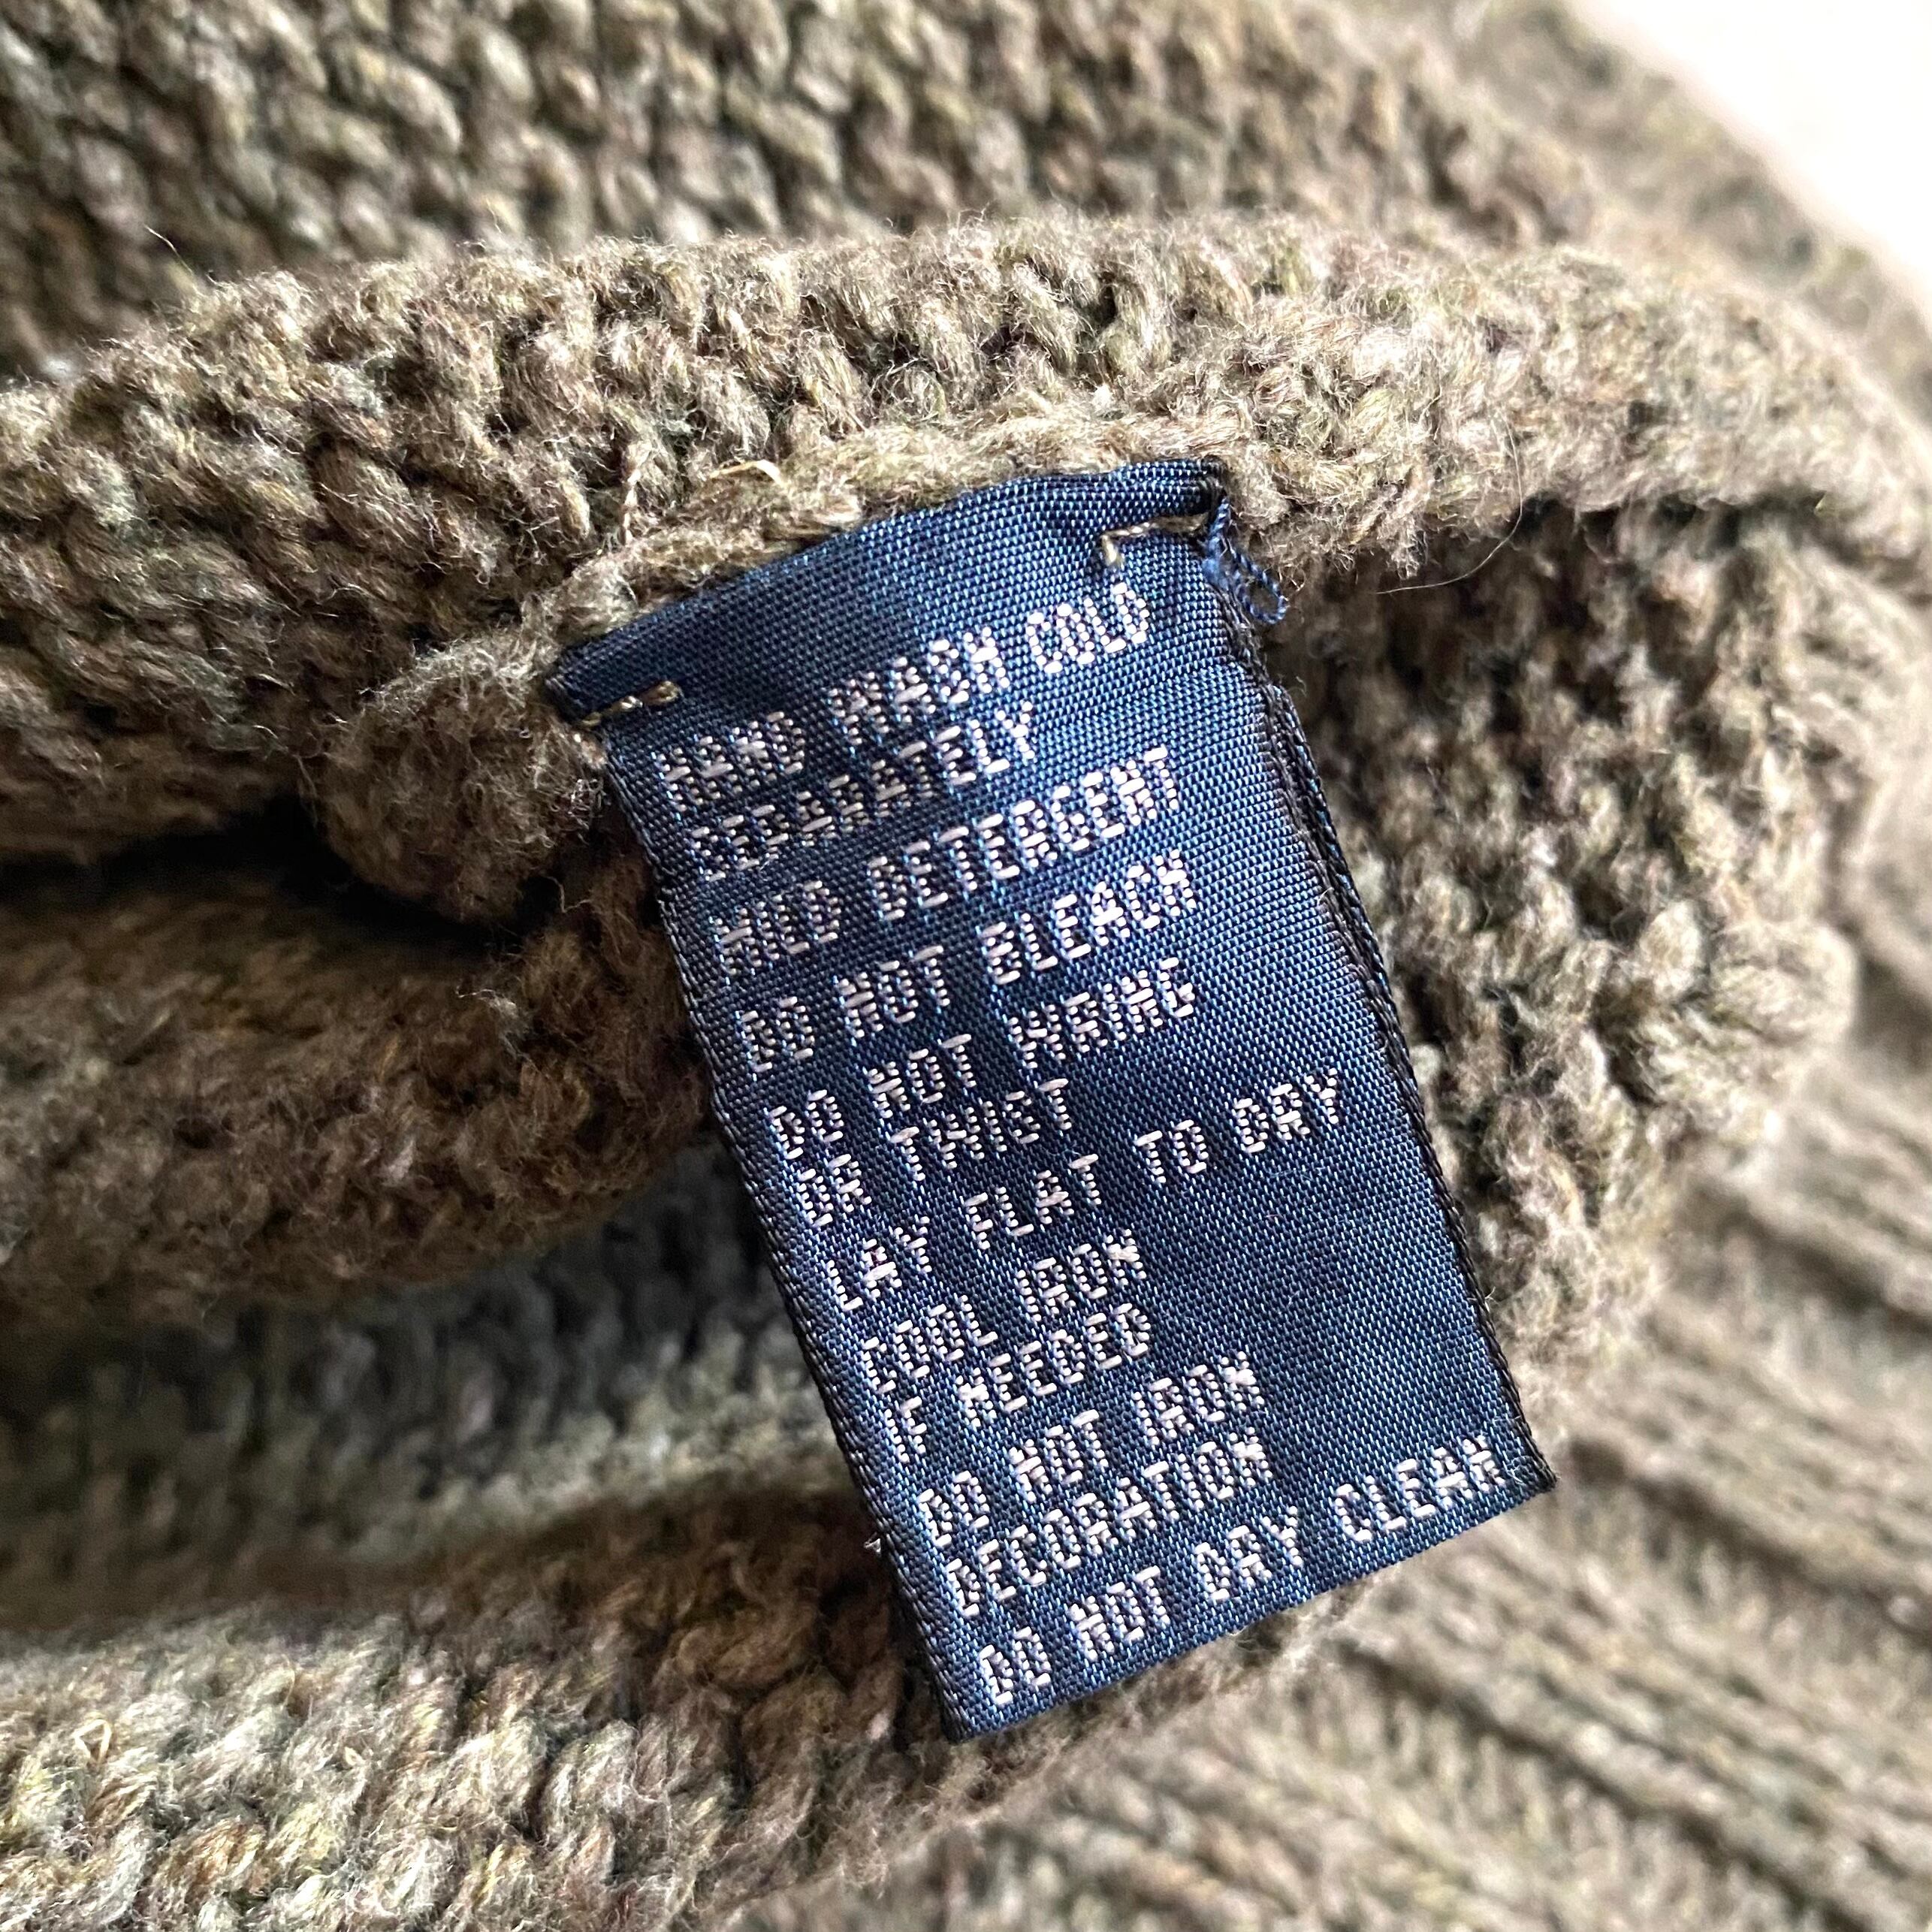 HAND WASH COLD
SEPARATELY
MILD DETERGENT
DO NOT BLEACH
DO NOT WRING
OR TWIST
LAY FLAT TO DRY
COOL IRON
IF NEEDED
DO NOT IRON
DECORATION
DO NOT DRY CLEAN